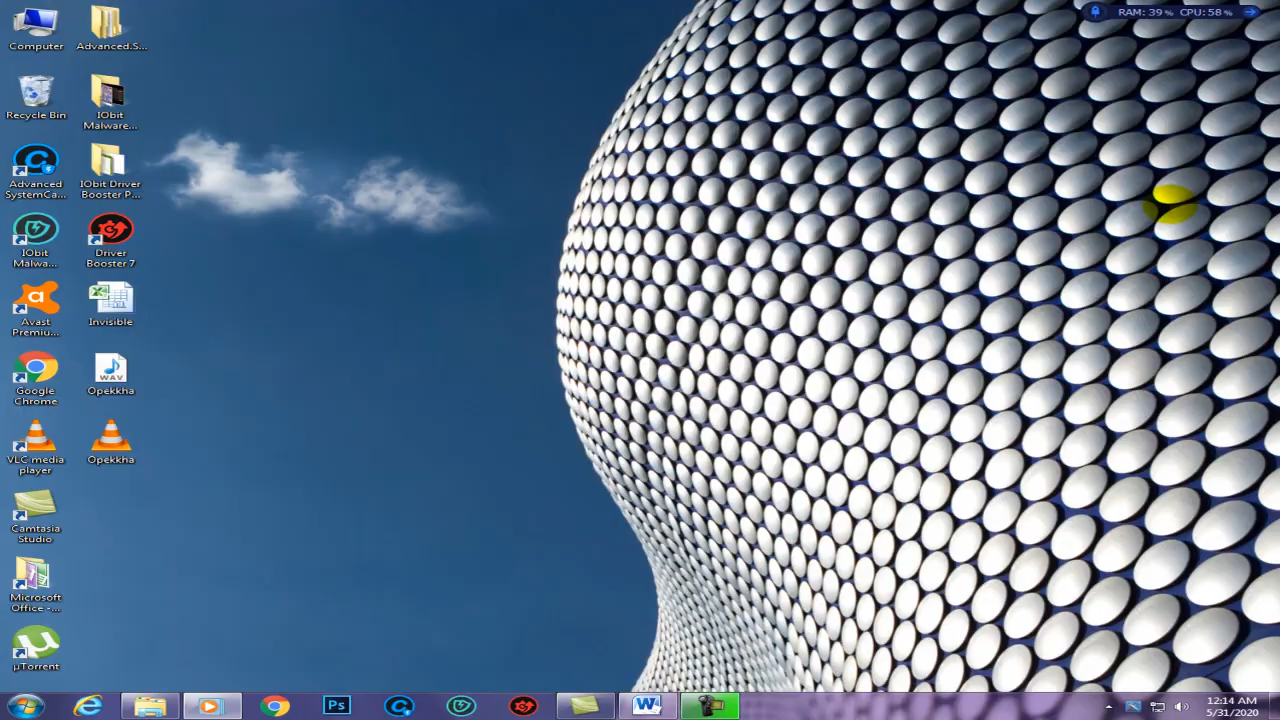 RAM: 39 % CPU: 58 %
Computer
Advanced.S...
Recycle Bin
IObit
Malware...
Advanced
SystemCa...
IObit Driver
Booster P...
IObit
Malwa...
Driver
Booster 7
Avast
Premiu...
Invisible
Google
Chrome
WAV
Opekkha
VLC media
player
Opekkha
Camtasia
Studio
Microsoft
Office -...
µTorrent
Ps
W
12:14 AM
5/31/2020